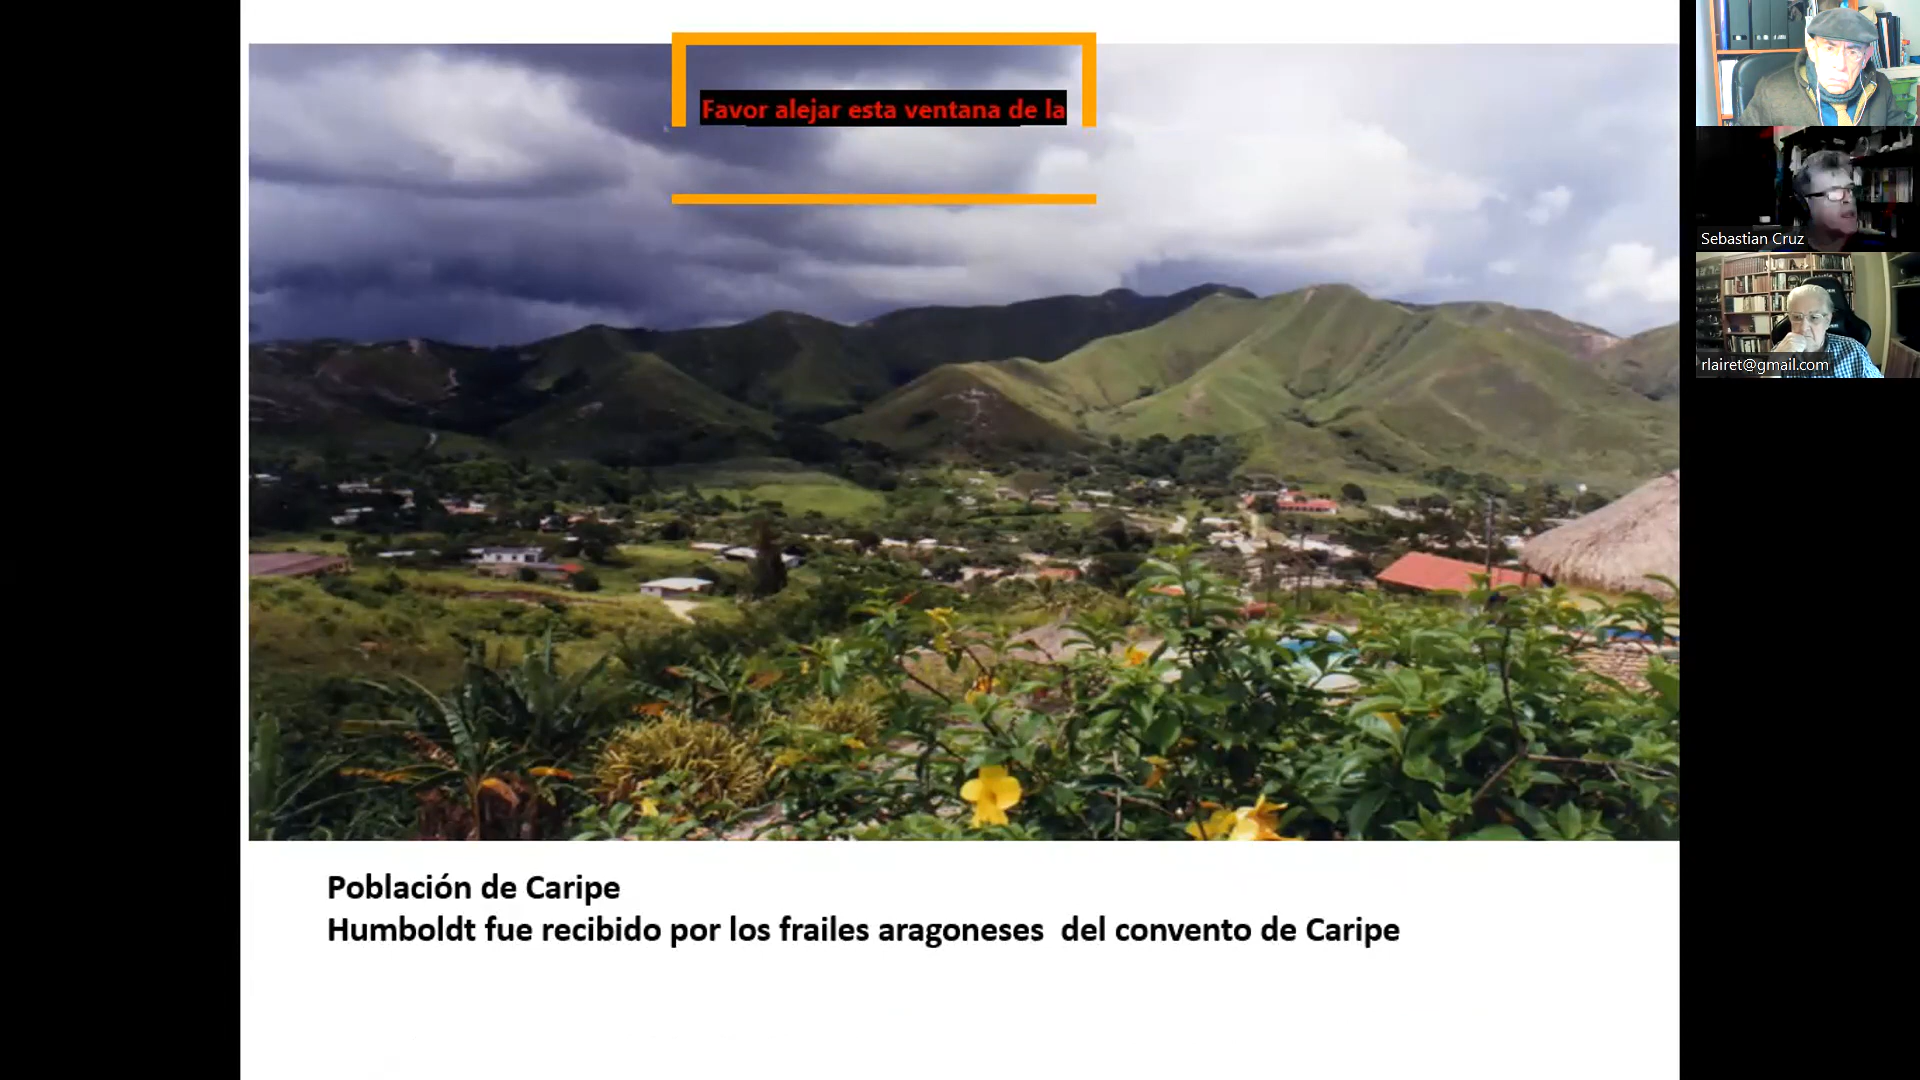 Favor alejar esta ventana de la
Sebastian Cruz
rlairet@gmail.com
Población de Caripe
Humboldt fue recibido por los frailes aragoneses  del convento de Caripe